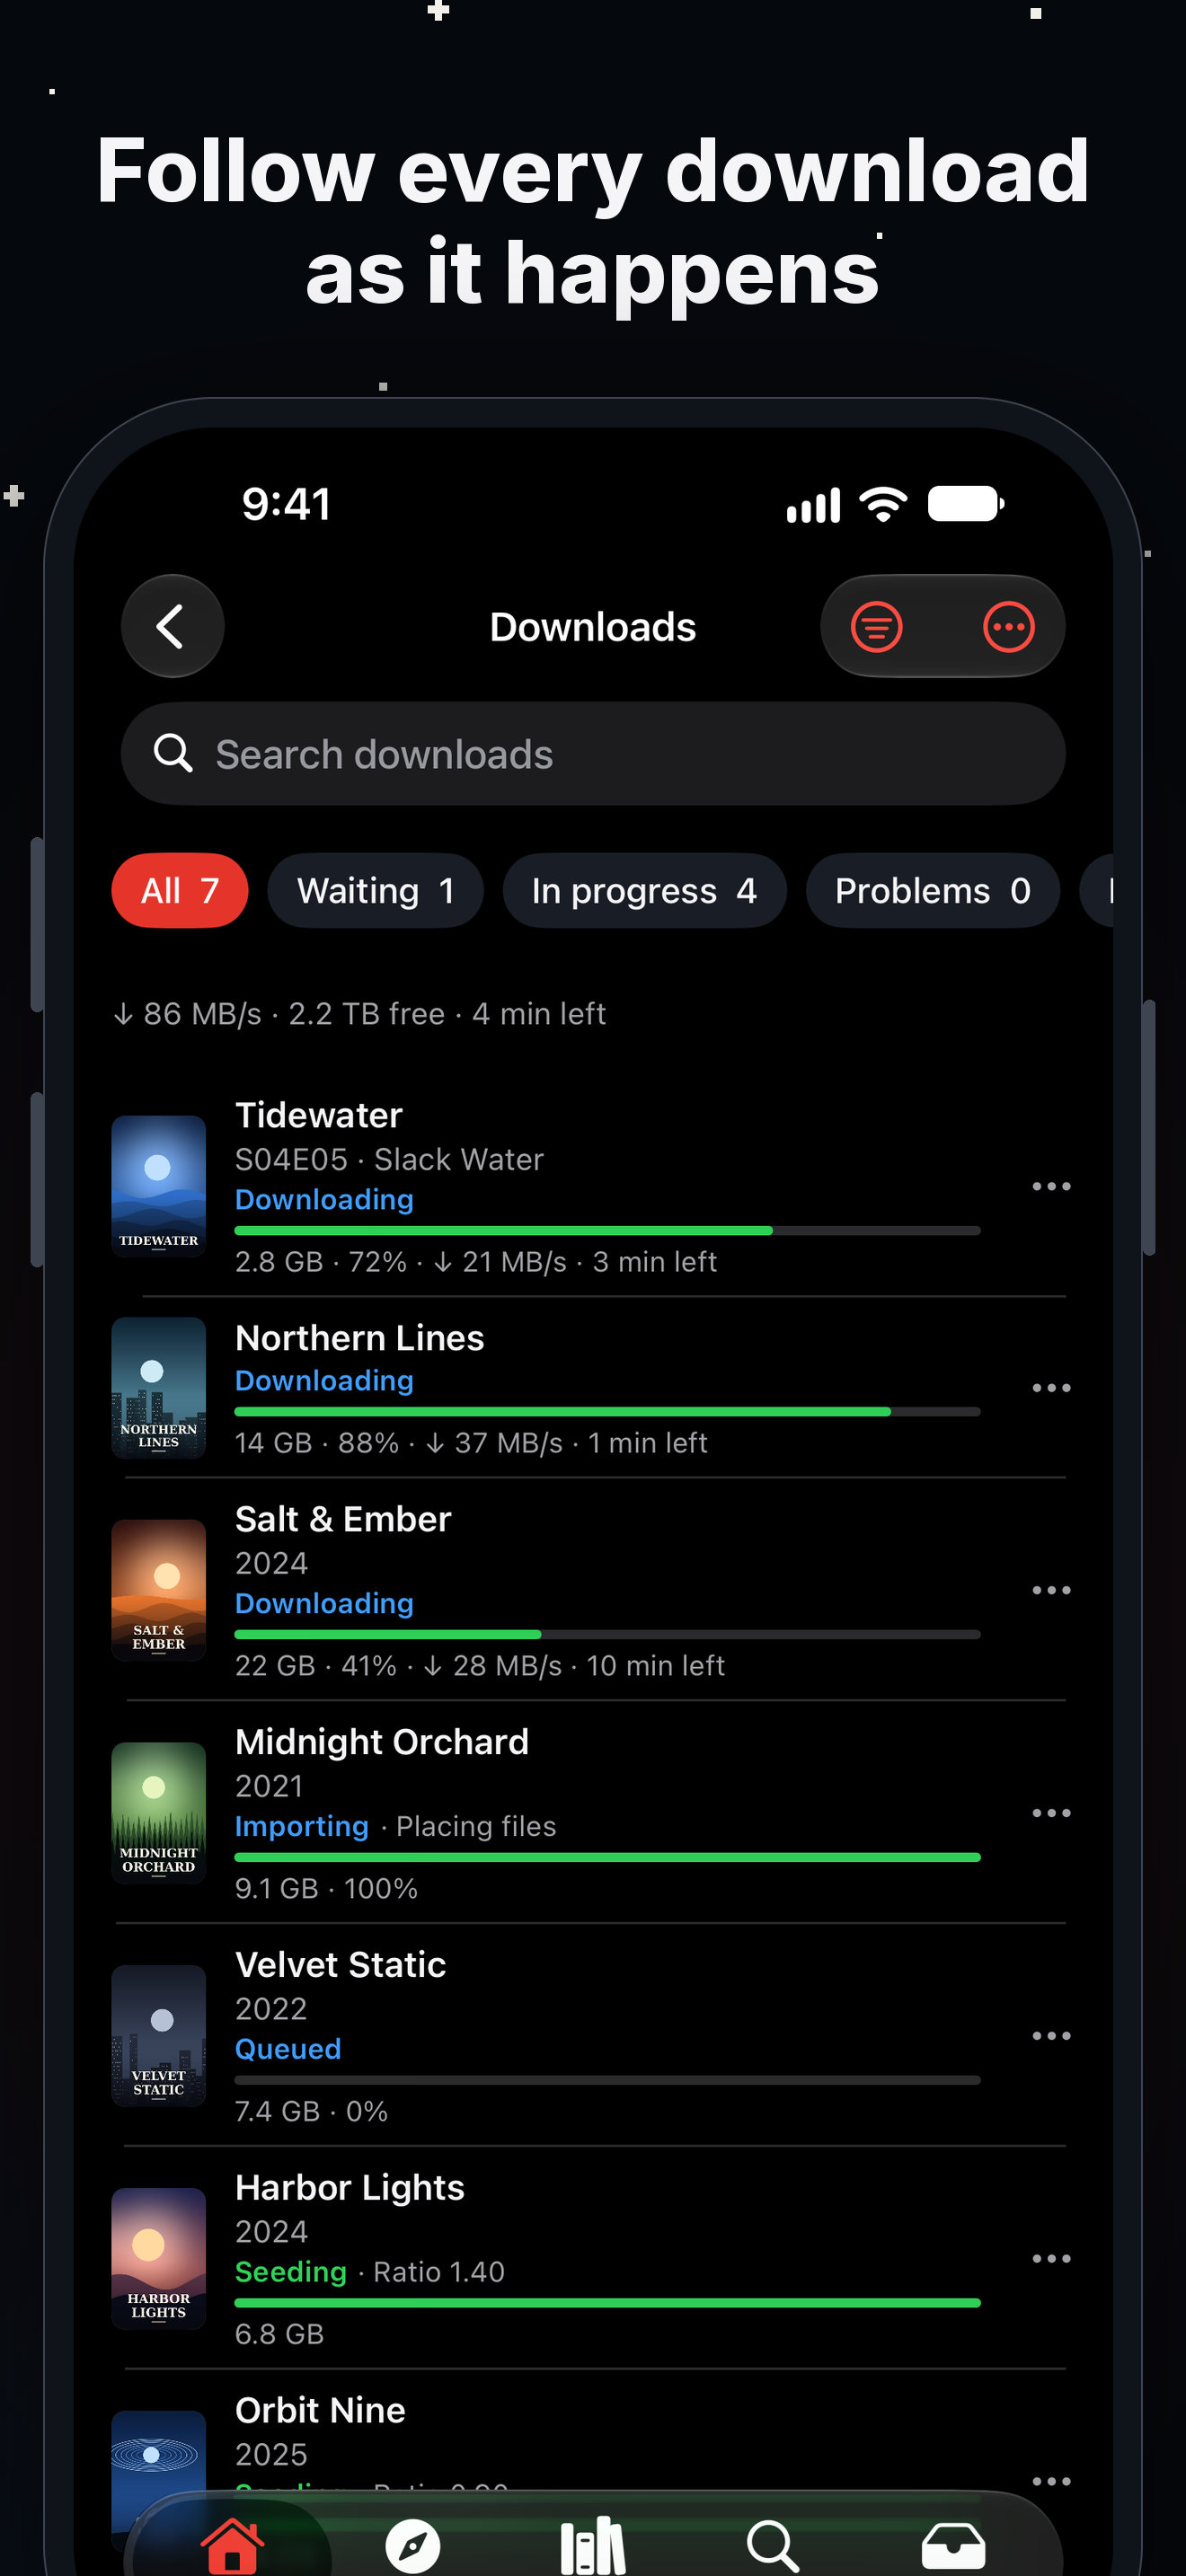 Follow every download
as it happens
9:41
Downloads
Search downloads
All 7 Waiting 1 In progress 4 Problems 0
↓ 86 MB/s · 2.2 TB free · 4 min left
Tidewater
S04E05 · Slack Water
Downloading
2.8 GB · 72% · ↓ 21 MB/s · 3 min left
TIDEWATER
Northern Lines
Downloading
14 GB · 88% · ↓ 37 MB/s · 1 min left
NORTHERN
LINES
Salt & Ember
2024
Downloading
22 GB · 41% · ↓ 28 MB/s · 10 min left
SALT &
EMBER
Midnight Orchard
2021
Importing · Placing files
9.1 GB · 100%
MIDNIGHT
ORCHARD
Velvet Static
2022
Queued
7.4 GB · 0%
VELVET
STATIC
Harbor Lights
2024
Seeding · Ratio 1.40
6.8 GB
HARBOR
LIGHTS
Orbit Nine
2025